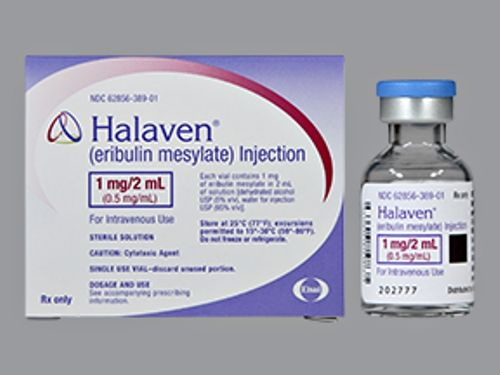 NDC 62856-389-01
Halaven®
(eribulin mesylate) Injection
1 mg/2 mL
(0.5 mg/mL)
Each vial contains 1 mg
of eribulin mesylate in 2 mL
of solution (dehydrated alcohol
USP (5% v/v), water for injection
USP (95% v/v).
For Intravenous Use
Store at 25°C (77°F); excursions
permitted to 15°-30°C (59°-86°F).
Do not freeze or refrigerate.
STERILE SOLUTION
CAUTION: Cytotoxic Agent
SINGLE USE VIAL-discard unused portion.
DOSAGE AND USE
See accompanying prescribing
information.
Rx only
Eisai
NDC 62856-389-01
Rx only
Halaven®
(eribulin mesylate) Injection
1 mg/2 mL
(0.5 mg/mL)
For Intravenous Use
202777